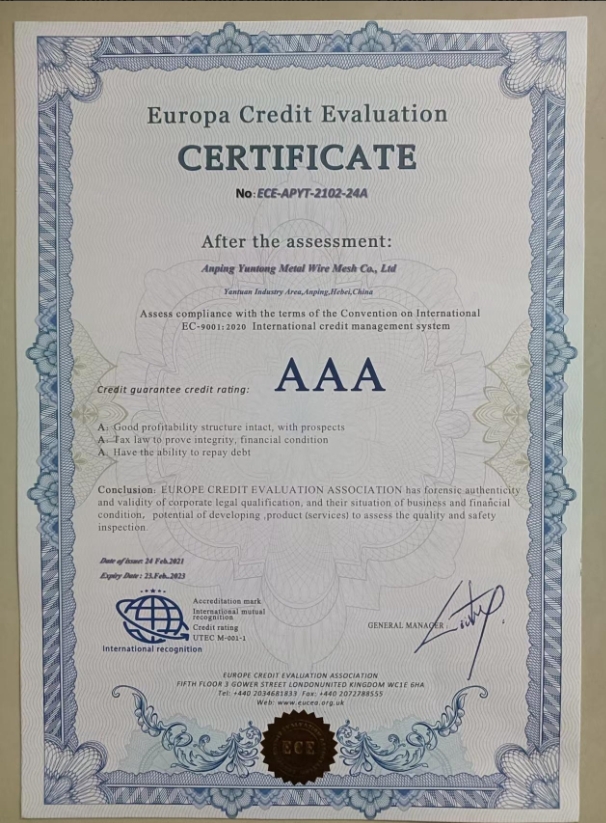 Europa Credit Evaluation
CERTIFICATE
No:ECE-APYT-2102-24A
After the assessment:
Anping Yuntong Metal Wire Mesh Co., Ltd
Yantuan Industry Area,Anping,Hebei,China
Assess compliance with the terms of the Convention on International
EC-9001:2020 International credit management system
Credit guarantee credit rating: AAA
A: Good profitability structure intact, with prospects
A: Tax law to prove integrity, financial condition
A: Have the ability to repay debt
Conclusion: EUROPE CREDIT EVALUATION ASSOCIATION has forensic authenticity
and validity of corporate legal qualification, and their situation of business and financial
condition, potential of developing ,product (services) to assess the quality and safety
inspection
Date of issue: 24 Feb.2021
Expiry Date : 23.Feb..2023
Accreditation mark
International mutual
recognition
Credit rating
UTEC M-001-1
International recognition
GENERAL MANAGER :
EUROPE CREDIT EVALUATION ASSOCIATION
FIFTH FLOOR 3 GOWER STREET LONDONUNITED KINGDOM WC1E 6HA
Tel: +440 2034681833 Fax: +440 2072788555
Web: www.eucea.org.uk
ECE